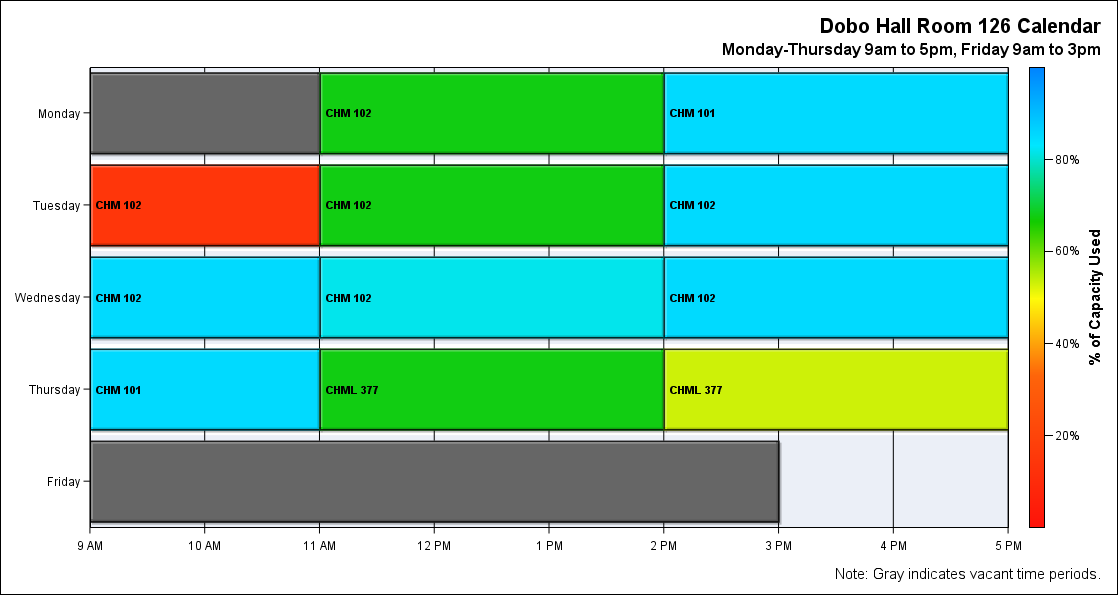 Dobo Hall Room 126 Calendar
Monday-Thursday 9am to 5pm, Friday 9am to 3pm
Monday
CHM 102
CHM 101
80%
Tuesday
CHM 102
CHM 102
CHM 102
60%
% of Capacity Used
Wednesday
CHM 102
CHM 102
CHM 102
40%
Thursday
CHM 101
CHML 377
CHML 377
20%
Friday
9 AM
10 AM
11 AM
12 PM
1 PM
2 PM
3 PM
4 PM
5 PM
Note: Gray indicates vacant time periods.